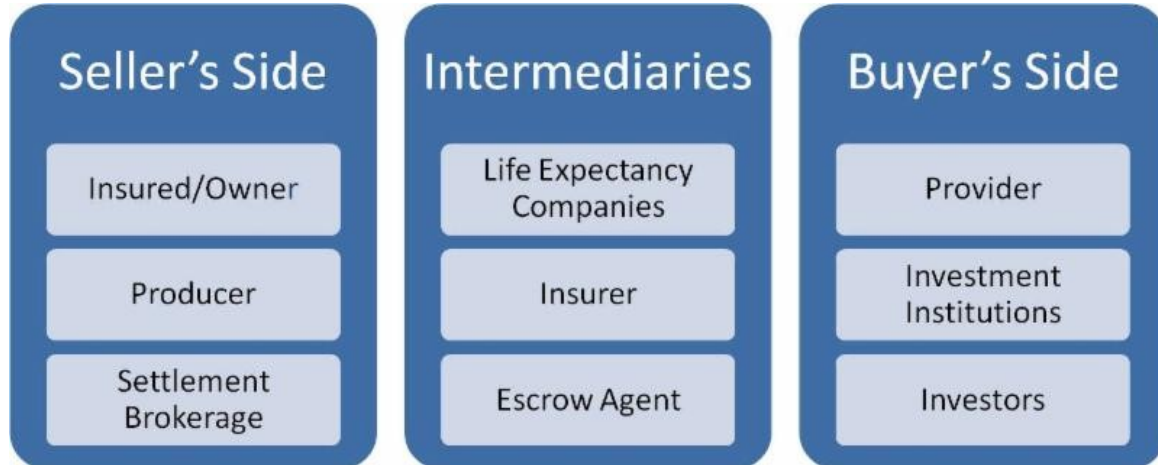 Seller's Side
Insured/Owner
Producer
Settlement
Brokerage
Intermediaries
Life Expectancy
Companies
Insurer
Escrow Agent
Buyer's Side
Provider
Investment
Institutions
Investors